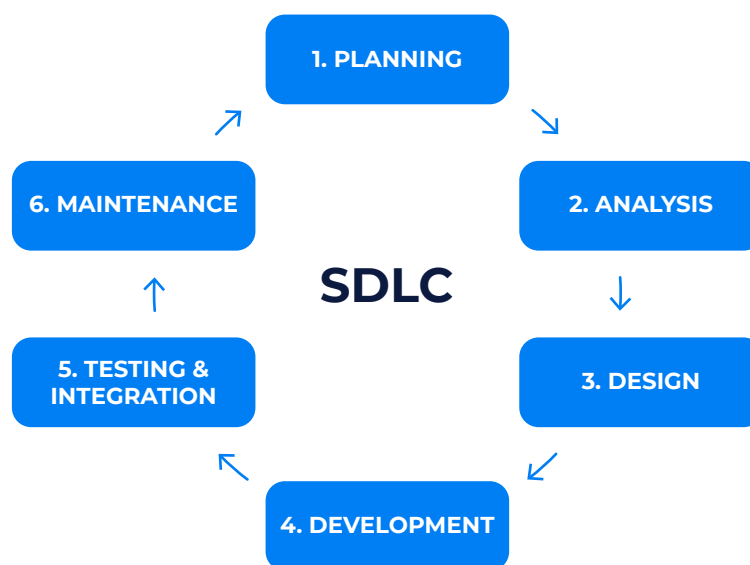 1. PLANNING
2. ANALYSIS
3. DESIGN
4. DEVELOPMENT
5. TESTING &
INTEGRATION
6. MAINTENANCE
SDLC